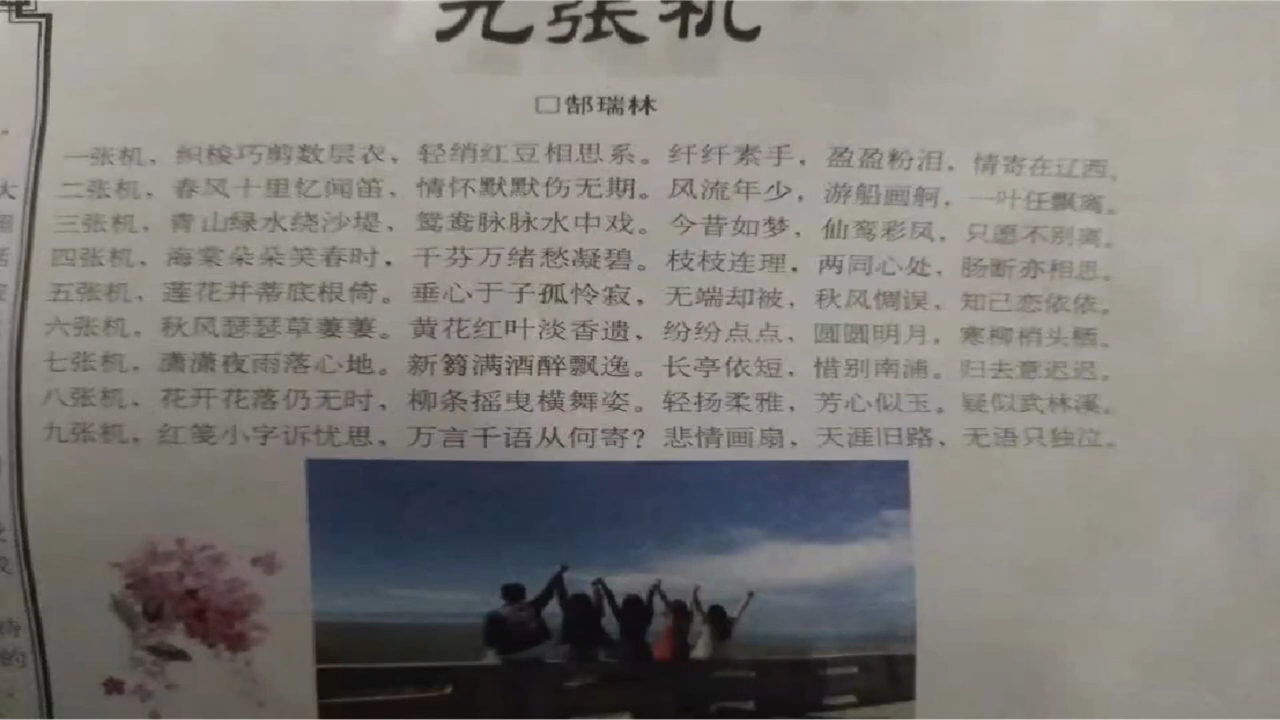 九张机
□郜瑞林
一张机，织梭巧剪数层衣，轻绡红豆相思系。纤纤素手，盈盈粉泪，情寄在辽西。
二张机，春风十里忆闻笛，情怀默默伤无期。风流年少，游船画舸，一叶任飘离。
三张机，青山绿水绕沙堤，鸳鸯脉脉水中戏。今昔如梦，仙鸾彩凤，只愿不别离。
四张机，海棠朵朵笑春时，千芬万绪愁凝碧。枝枝连理，两同心处，肠断亦相思。
五张机，莲花并蒂底根倚。垂心于子孤怜寂，无端却被，秋风惆误，知己恋依依。
六张机，秋风瑟瑟草萋萋。黄花红叶淡香遗，纷纷点点，圆圆明月，寒柳梢头
七张机，潇潇夜雨落心地。新篘满酒醉飘逸。长亭依短，惜别南浦。归去意迟迟。
八张机，花开花落仍无时，柳条摇曳横舞姿。轻扬柔雅，芳心似玉。疑似武林溪。
九张机，红笺小字诉忧思，万言千语从何寄？悲情画扇，天涯旧路，无语只独泣。